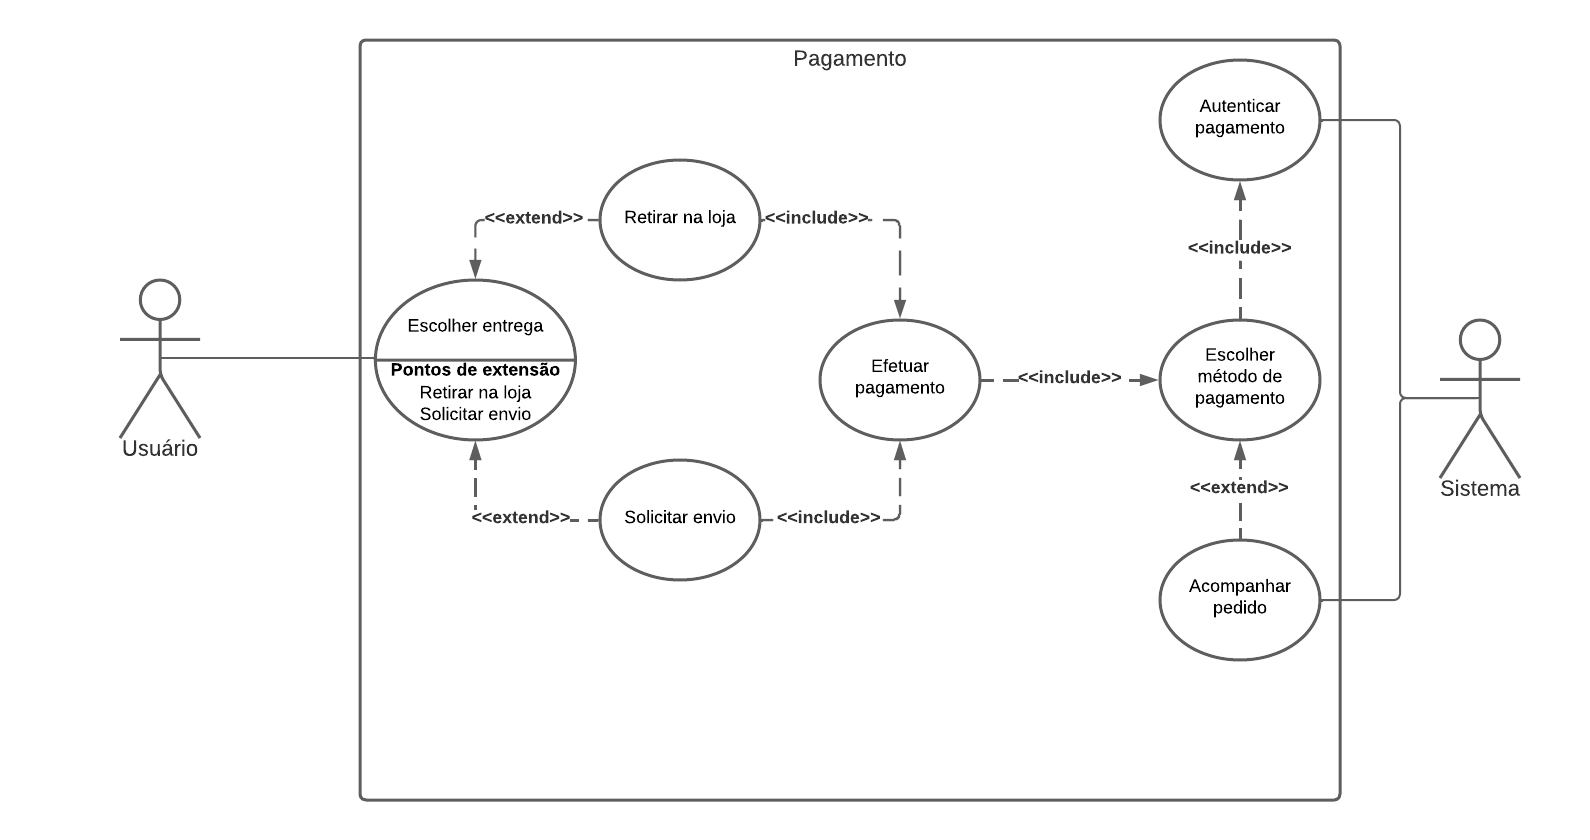 Pagamento
Autenticar
pagamento
<<extend>>
Retirar na loja
<<include>>
<<include>>
Escolher entrega
Pontos de extensão
Retirar na loja
Solicitar envio
Efetuar
pagamento
<<include>>
Escolher
método de
pagamento
Usuário
Sistema
<<extend>>
<<extend>>
Solicitar envio
<<include>>
Acompanhar
pedido